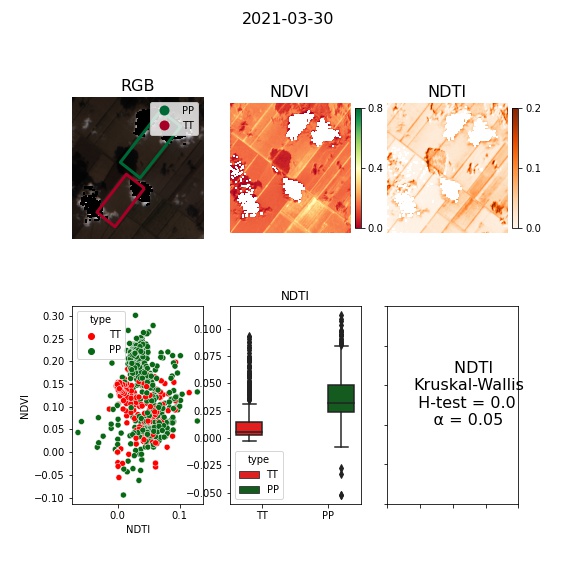 2021-03-30
RGB
NDVI
NDTI
PP
TT
0.8
0.4
0.0
0.2
0.1
0.0
NDTI
0.30
0.25
0.20
0.15
0.10
0.05
0.00
−0.05
−0.10
NDVI
type
TT
PP
0.0
0.1
NDTI
0.100
0.075
0.050
0.025
0.000
−0.025
−0.050
type
TT
PP
TT
PP
NDTI
Kruskal-Wallis
H-test = 0.0
α = 0.05